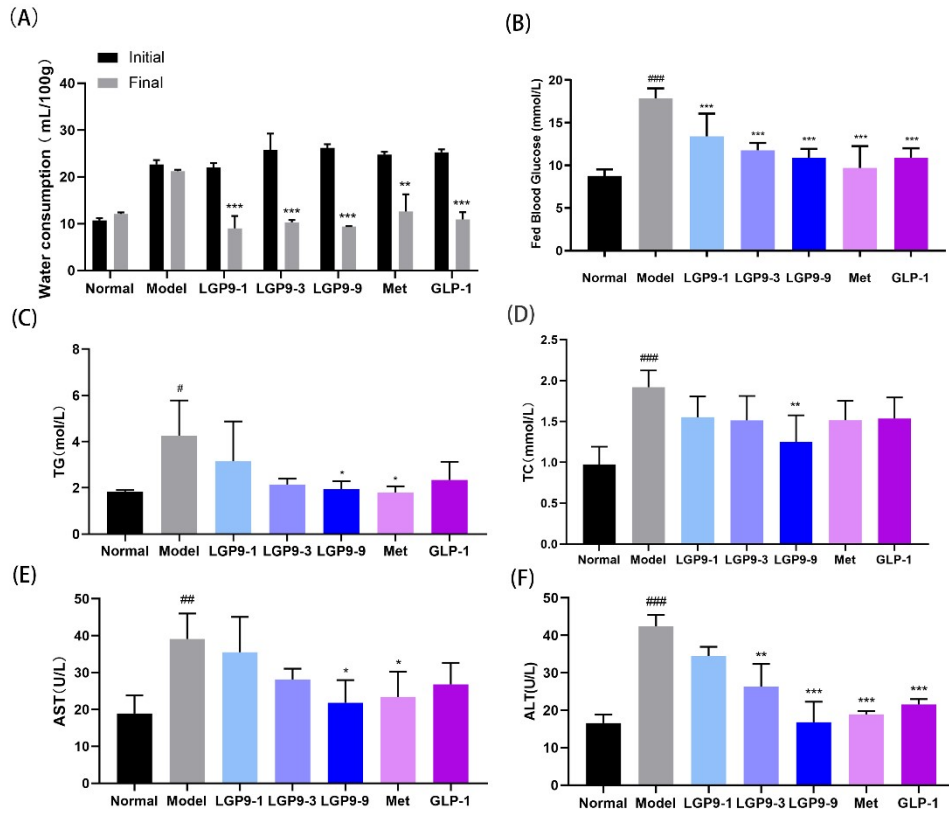 (A)
Initial
Final
Water consumption ( mL/100g)
40
30
20
10
0
*** *** *** ** ***
Normal Model LGP9-1 LGP9-3 LGP9-9 Met GLP-1
(B)
Fed Blood Glucose (mmol/L)
20
15
10
5
0
### *** *** *** *** ***
Normal Model LGP9-1 LGP9-3 LGP9-9 Met GLP-1
(C)
TG(mol/L)
8
6
4
2
0
# * *
Normal Model LGP9-1 LGP9-3 LGP9-9 Met GLP-1
(D)
TC(mmol/L)
2.5
2.0
1.5
1.0
0.5
0.0
### **
Normal Model LGP9-1 LGP9-3 LGP9-9 Met GLP-1
(E)
AST(U/L)
50
40
30
20
10
0
## * *
Normal Model LGP9-1 LGP9-3 LGP9-9 Met GLP-1
(F)
ALT(U/L)
50
40
30
20
10
0
### ** *** *** ***
Normal Model LGP9-1 LGP9-3 LGP9-9 Met GLP-1